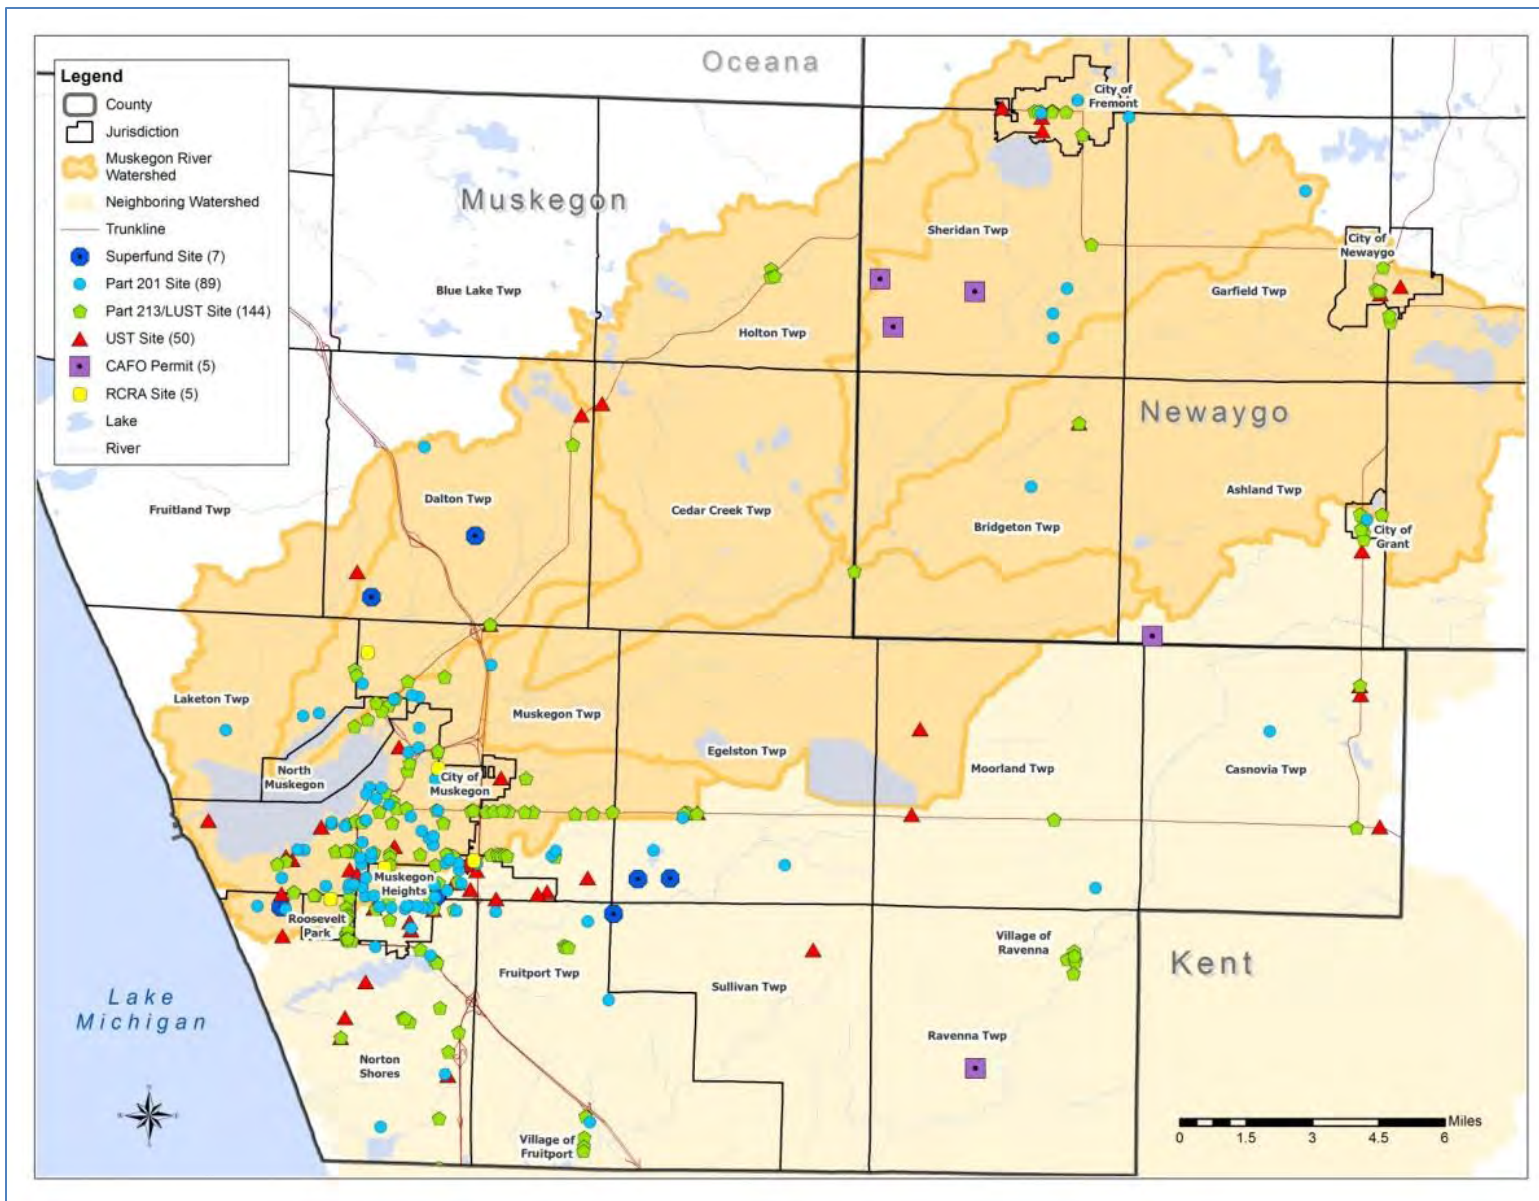 Legend
County
Jurisdiction
Muskegon River
Watershed
Neighboring Watershed
Trunkline
Superfund Site (7)
Part 201 Site (89)
Part 213/LUST Site (144)
UST Site (50)
CAFO Permit (5)
RCRA Site (5)
Lake
River
Oceana
City of
Fremont
Muskegon
Sheridan Twp
City of
Newaygo
Blue Lake Twp
Garfield Twp
Holton Twp
Newaygo
Fruitland Twp
Dalton Twp
Cedar Creek Twp
Bridgeton Twp
Ashland Twp
City of
Grant
Laketon Twp
Muskegon Twp
Egelston Twp
Moorland Twp
Casnovia Twp
North
Muskegon
City of
Muskegon
Muskegon
Heights
Roosevelt
Park
Fruitport Twp
Sullivan Twp
Village of
Ravenna
Kent
Lake
Michigan
Ravenna Twp
Norton
Shores
Village of
Fruitport
N
Miles
0 1.5 3 4.5 6